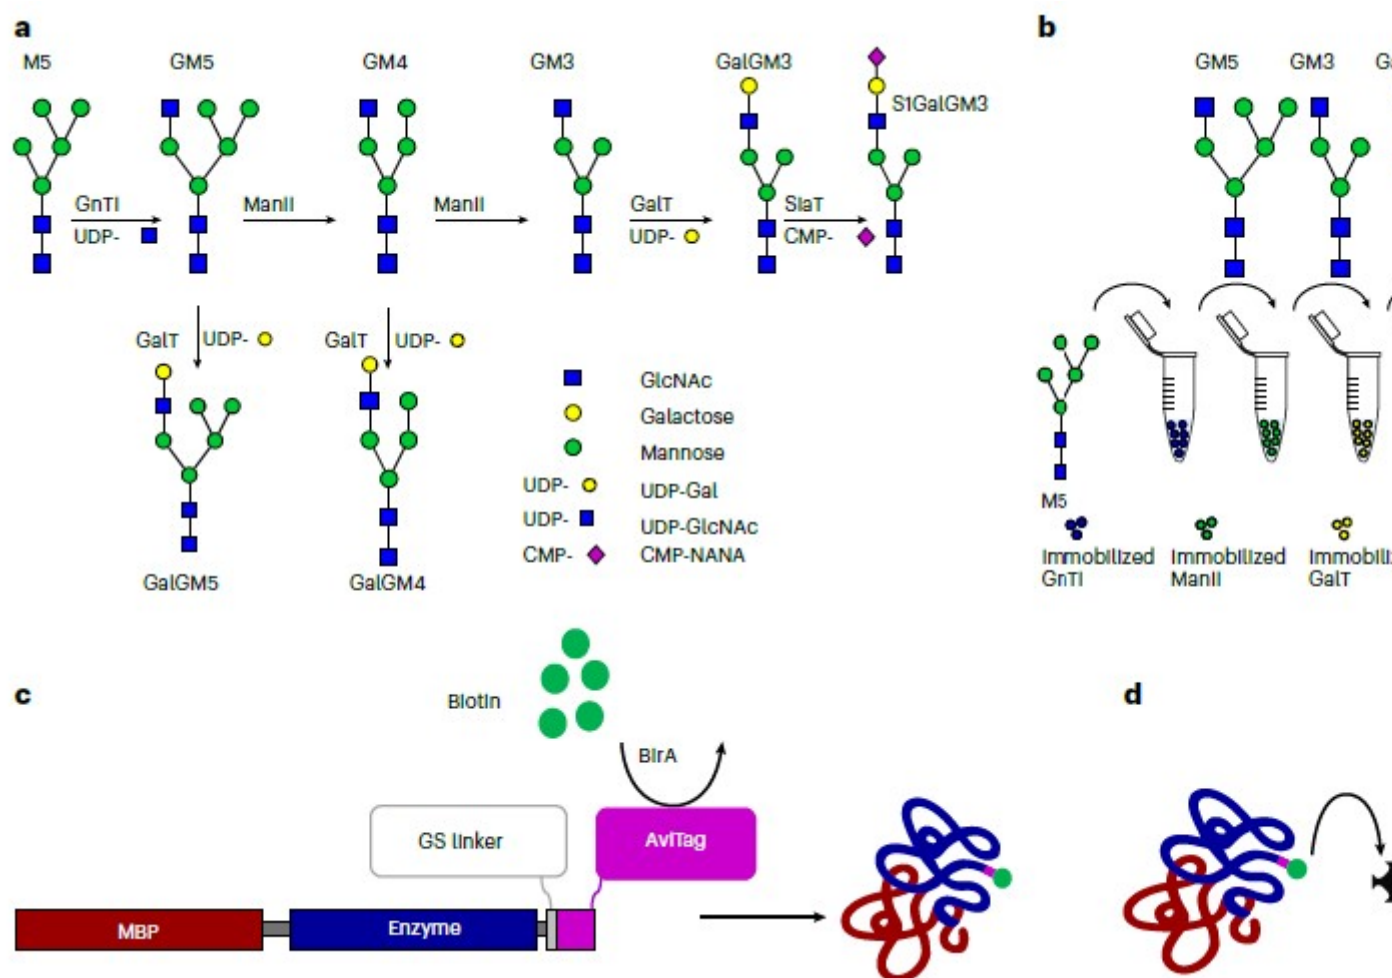 a
M5
GM5
GM4
GM3
GalGM3
S1GalGM3
GnTI
UDP-
ManII
ManII
GalT
UDP-
SiaT
CMP-
GalT
UDP-
GalT
UDP-
GalGM5
GalGM4
GlcNAc
Galactose
Mannose
UDP-
UDP-Gal
UDP-
UDP-GlcNAc
CMP-
CMP-NANA
b
GM5
GM3
M5
Immobilized
GnTI
Immobilized
ManII
GalT
c
Biotin
BirA
GS linker
AviTag
MBP
Enzyme
d